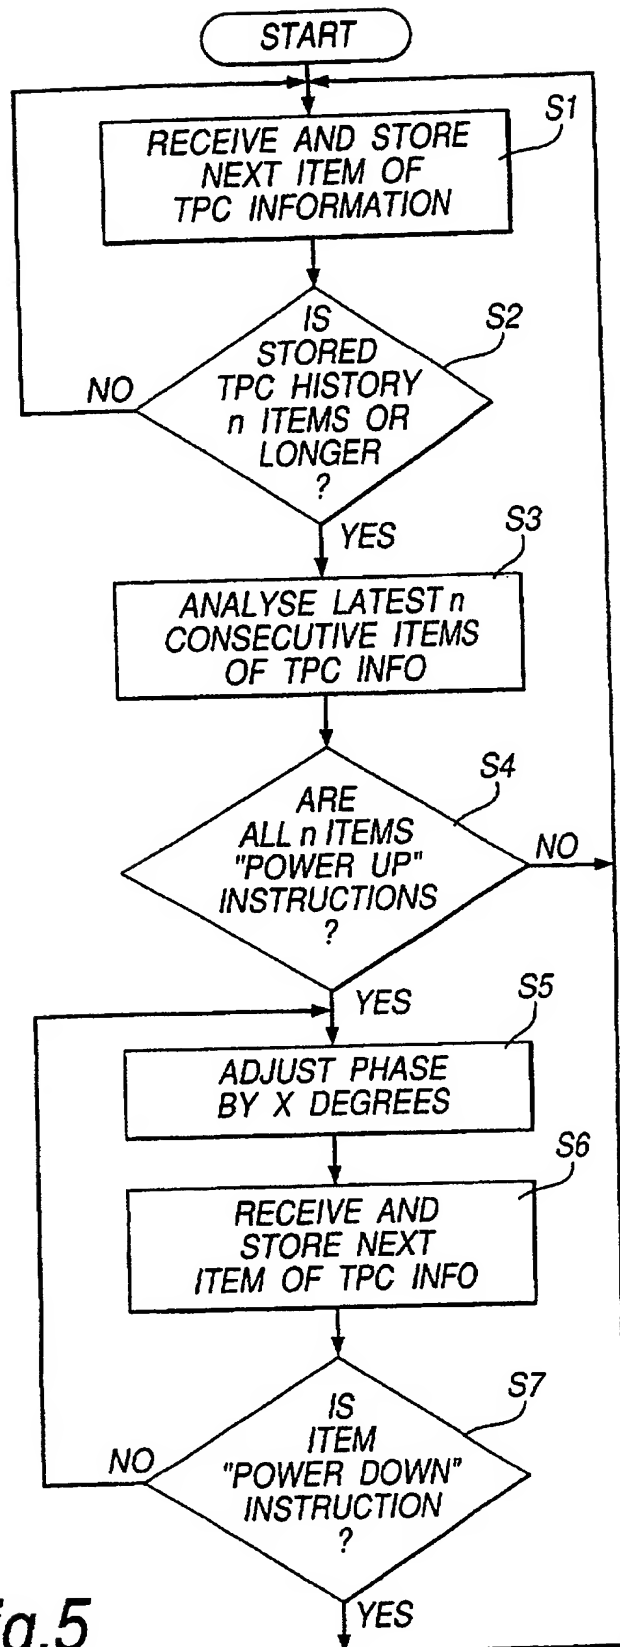 START
S1
RECEIVE AND STORE
NEXT ITEM OF
TPC INFORMATION
S2
IS
STORED
TPC HISTORY
n ITEMS OR
LONGER
?
NO
YES
S3
ANALYSE LATEST n
CONSECUTIVE ITEMS
OF TPC INFO
S4
ARE
ALL n ITEMS
"POWER UP"
INSTRUCTIONS
?
NO
YES
S5
ADJUST PHASE
BY X DEGREES
S6
RECEIVE AND
STORE NEXT
ITEM OF TPC INFO
S7
IS
ITEM
"POWER DOWN"
INSTRUCTION
?
NO
YES
ig.5